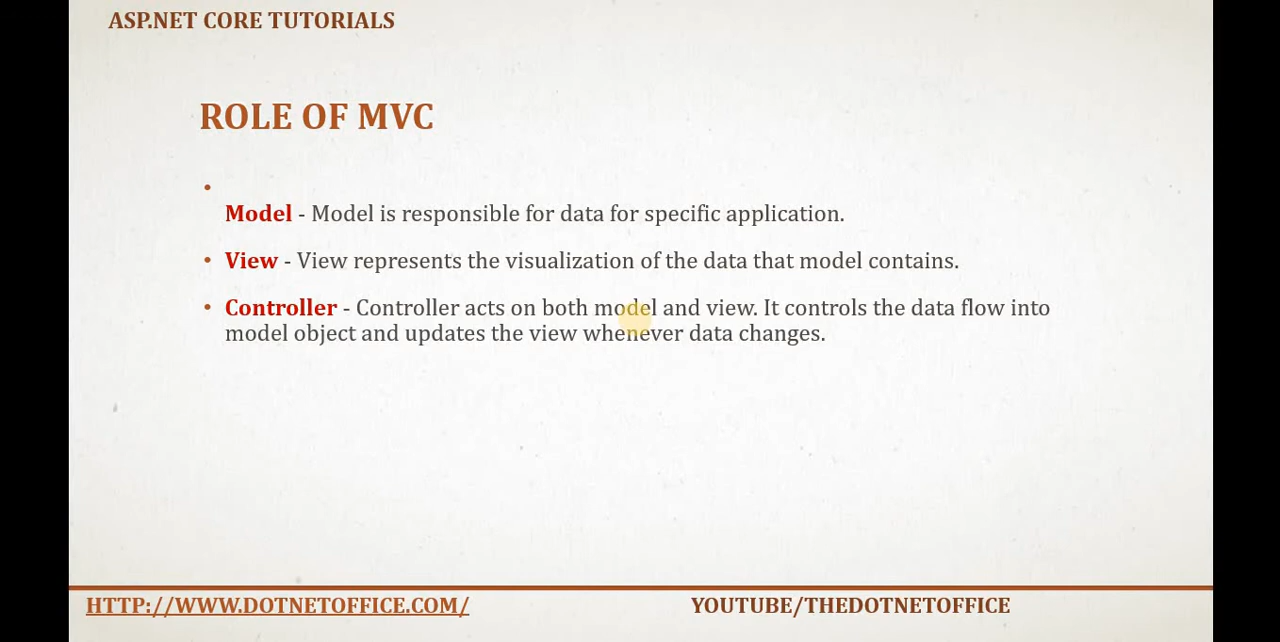 ASP.NET CORE TUTORIALS
ROLE OF MVC
•
Model - Model is responsible for data for specific application.
• View - View represents the visualization of the data that model contains.
• Controller - Controller acts on both model and view. It controls the data flow into
model object and updates the view whenever data changes.
HTTP://WWW.DOTNETOFFICE.COM/
YOUTUBE/THEDOTNETOFFICE